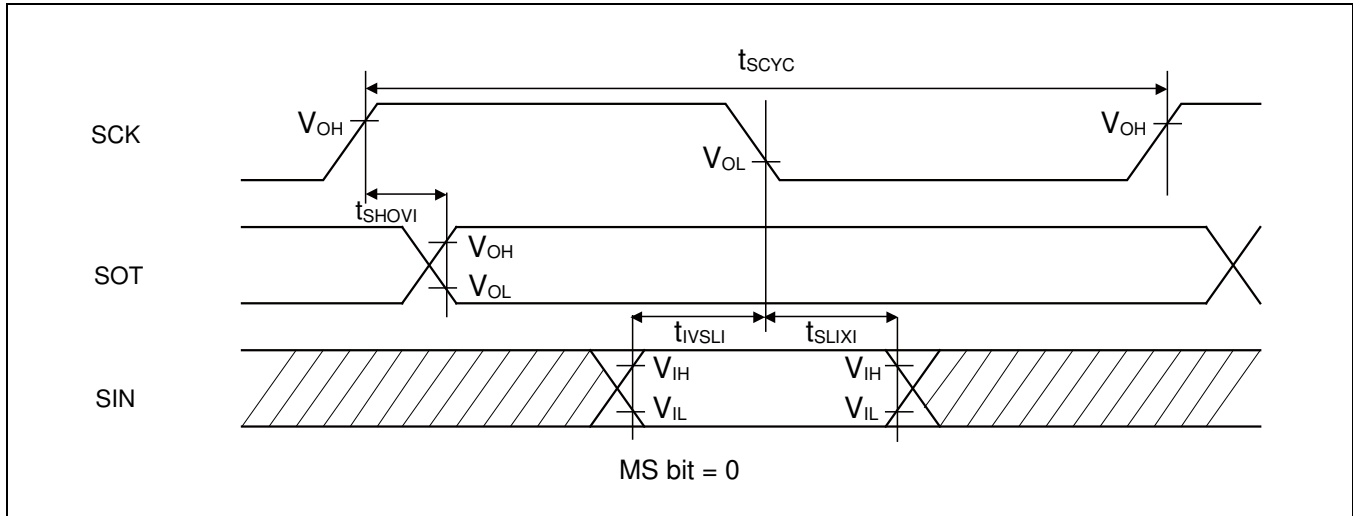 tSCYC
SCK
VOH
VOL
VOH
tSHOVI
SOT
VOH
VOL
tIVSLI
tSLIXI
SIN
VIH
VIL
VIH
VIL
MS bit = 0